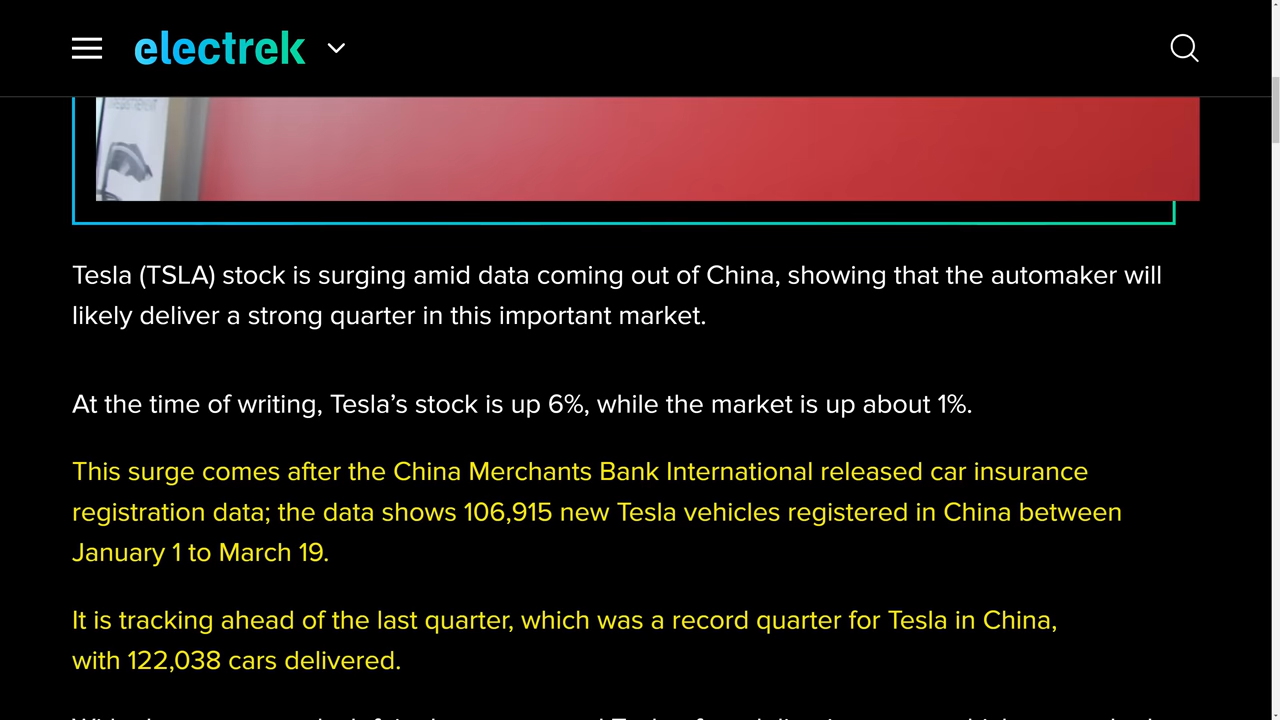 electrek
Tesla (TSLA) stock is surging amid data coming out of China, showing that the automaker will
likely deliver a strong quarter in this important market.
At the time of writing, Tesla’s stock is up 6%, while the market is up about 1%.
This surge comes after the China Merchants Bank International released car insurance
registration data; the data shows 106,915 new Tesla vehicles registered in China between
January 1 to March 19.
It is tracking ahead of the last quarter, which was a record quarter for Tesla in China,
with 122,038 cars delivered.